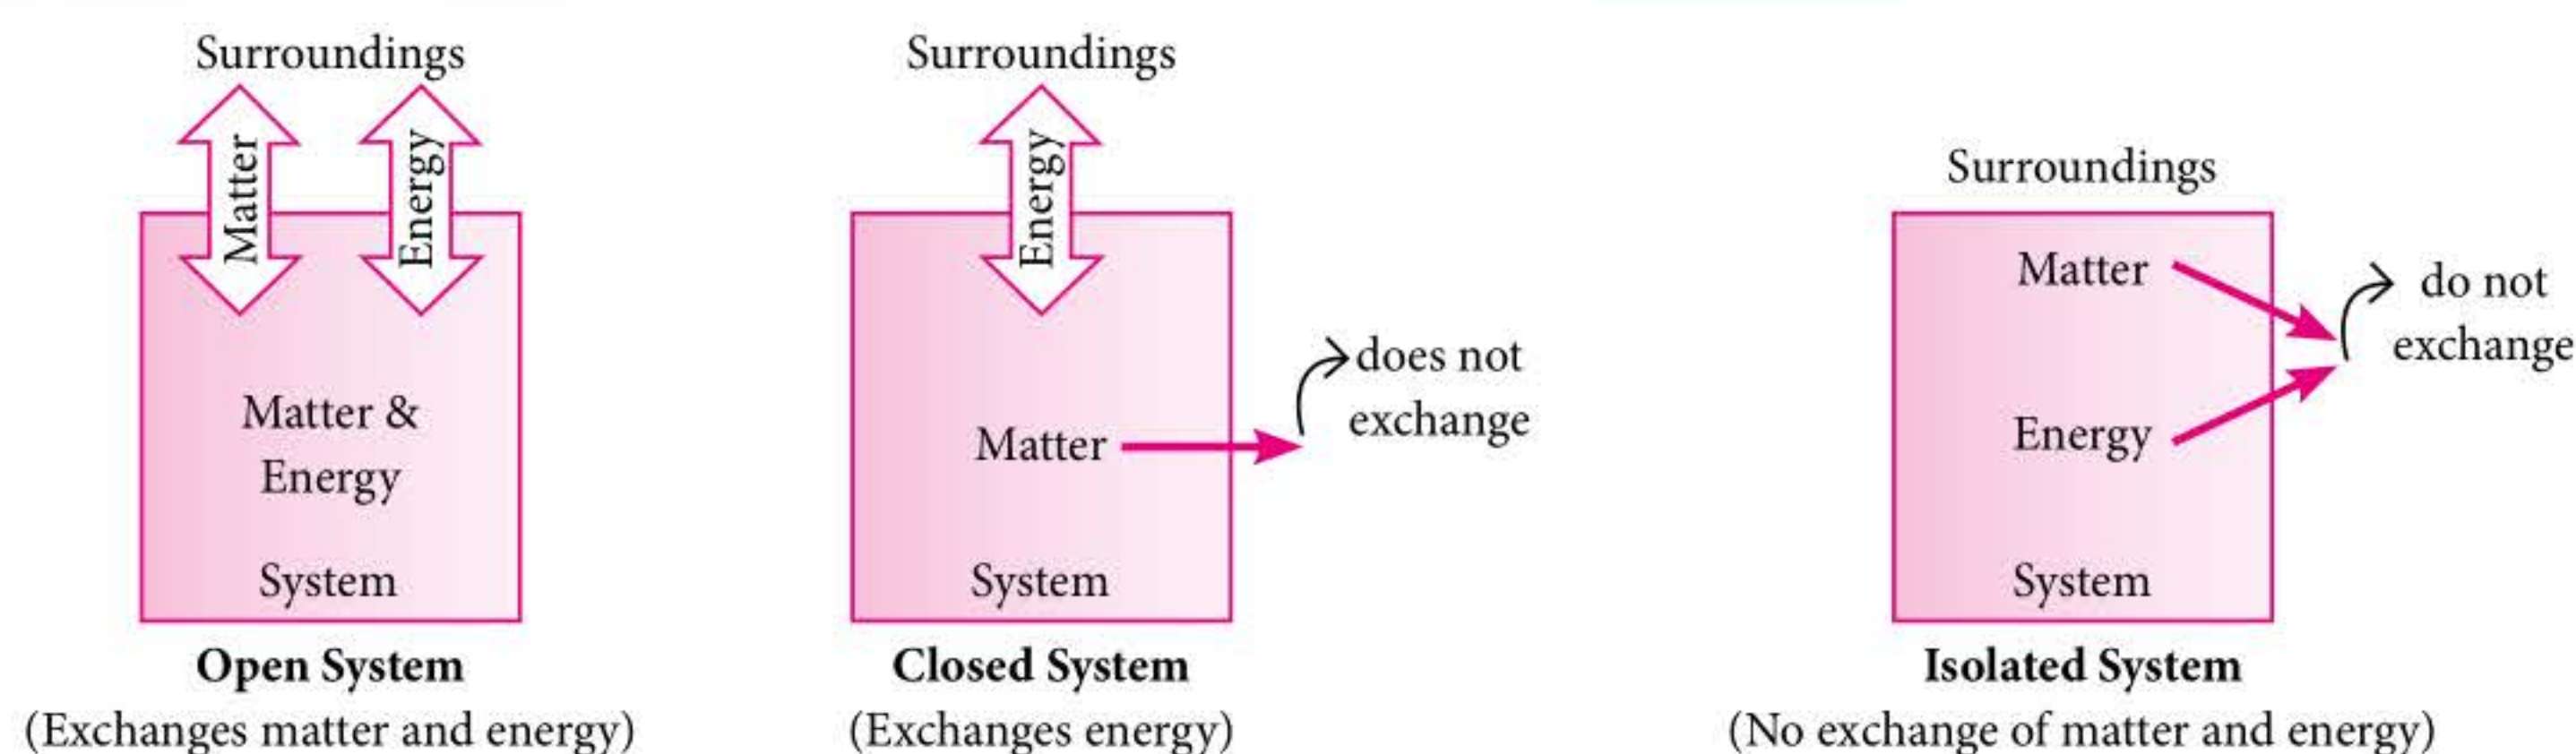 Surroundings
Matter
Energy
Matter &
Energy
System
Open System
(Exchanges matter and energy)
Surroundings
Energy
does not
exchange
Matter
System
Closed System
(Exchanges energy)
Surroundings
Matter
do not
exchange
Energy
System
Isolated System
(No exchange of matter and energy)